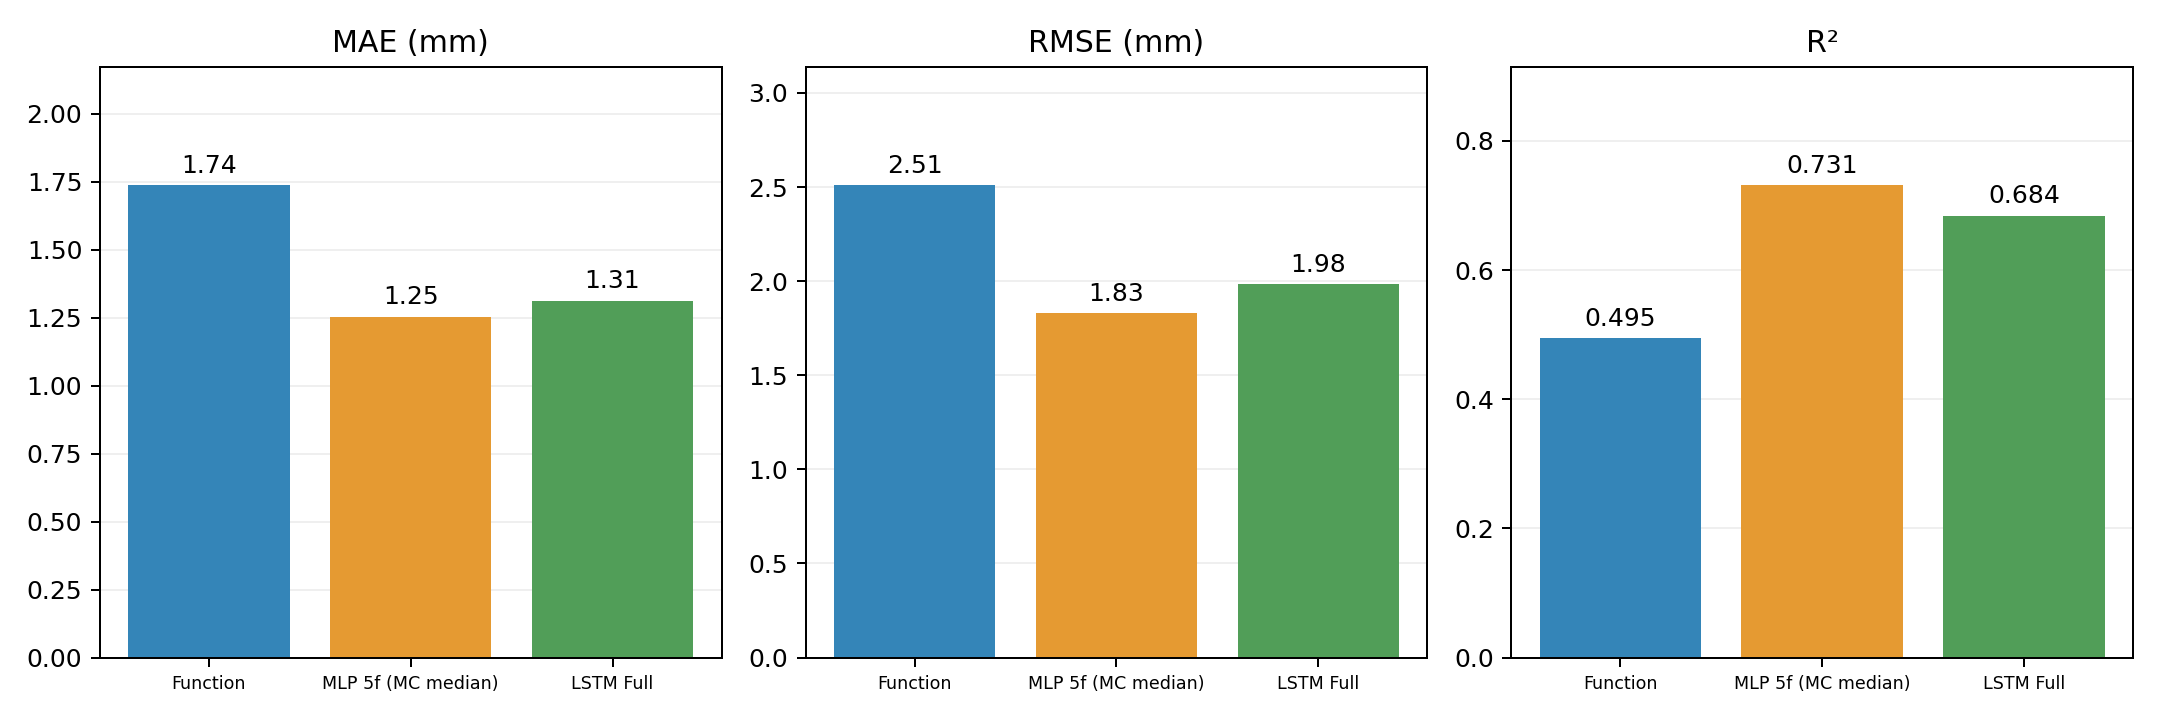 MAE (mm)
2.00
1.75
1.50
1.25
1.00
0.75
0.50
0.25
0.00
1.74
1.25
1.31
Function
MLP 5f (MC median)
LSTM Full
RMSE (mm)
3.0
2.5
2.0
1.5
1.0
0.5
0.0
2.51
1.83
1.98
Function
MLP 5f (MC median)
LSTM Full
R²
0.8
0.6
0.4
0.2
0.0
0.495
0.731
0.684
Function
MLP 5f (MC median)
LSTM Full